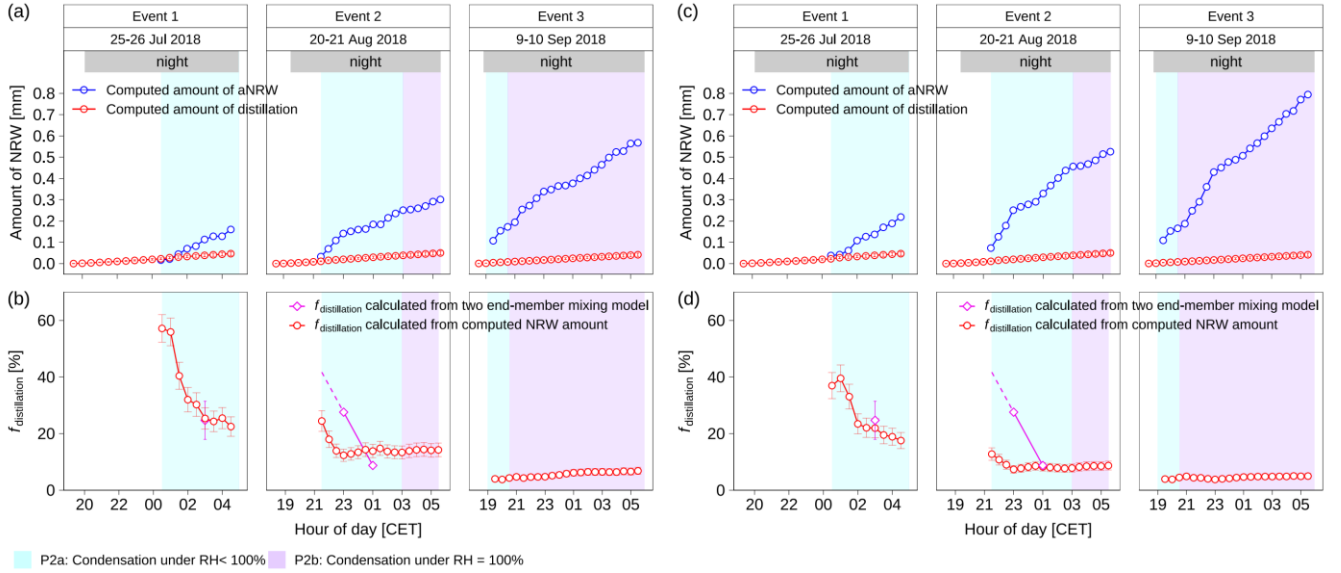 (a)
Event 1
Event 2
Event 3
25-26 Jul 2018
20-21 Aug 2018
9-10 Sep 2018
night
night
night
Computed amount of aNRW
Computed amount of distillation
Amount of NRW [mm]
0.8
0.7
0.6
0.5
0.4
0.3
0.2
0.1
0.0
(b)
f distillation calculated from two end-member mixing model
f distillation calculated from computed NRW amount
f distillation [%]
60
40
20
0
20 22 00 02 04
19 21 23 01 03 05
19 21 23 01 03 05
Hour of day [CET]
(c)
Event 1
Event 2
Event 3
25-26 Jul 2018
20-21 Aug 2018
9-10 Sep 2018
night
night
night
Computed amount of aNRW
Computed amount of distillation
Amount of NRW [mm]
0.8
0.7
0.6
0.5
0.4
0.3
0.2
0.1
0.0
(d)
f distillation calculated from two end-member mixing model
f distillation calculated from computed NRW amount
f distillation [%]
60
40
20
0
20 22 00 02 04
19 21 23 01 03 05
19 21 23 01 03 05
Hour of day [CET]
P2a: Condensation under RH< 100%
P2b: Condensation under RH = 100%